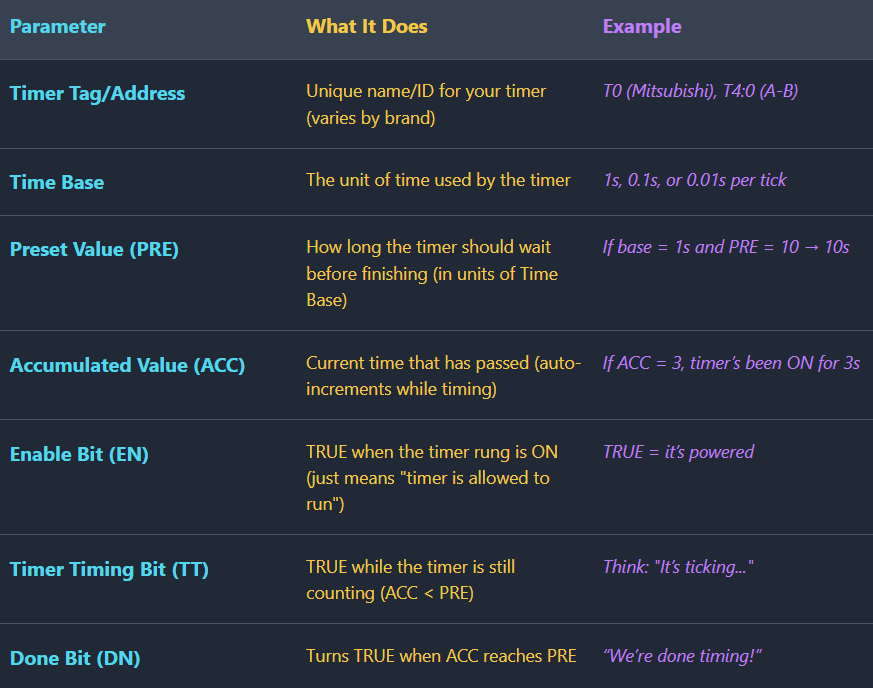 Parameter What It Does Example
Timer Tag/Address Unique name/ID for your timer T0 (Mitsubishi), T4:0 (A-B)
(varies by brand)
Time Base The unit of time used by the timer 1s, 0.1s, or 0.01s per tick
Preset Value (PRE) How long the timer should wait If base = 1s and PRE = 10 → 10s
before finishing (in units of Time
Base)
Accumulated Value (ACC) Current time that has passed (auto- If ACC = 3, timer’s been ON for 3s
increments while timing)
Enable Bit (EN) TRUE when the timer rung is ON TRUE = it’s powered
(just means "timer is allowed to
run")
Timer Timing Bit (TT) TRUE while the timer is still Think: "It’s ticking..."
counting (ACC < PRE)
Done Bit (DN) Turns TRUE when ACC reaches PRE “We’re done timing!”